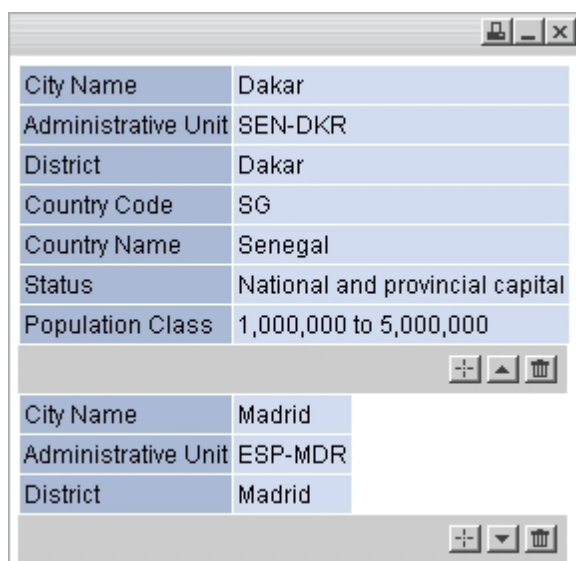 City Name Dakar
Administrative Unit SEN-DKR
District Dakar
Country Code SG
Country Name Senegal
Status National and provincial capital
Population Class 1,000,000 to 5,000,000
City Name Madrid
Administrative Unit ESP-MDR
District Madrid